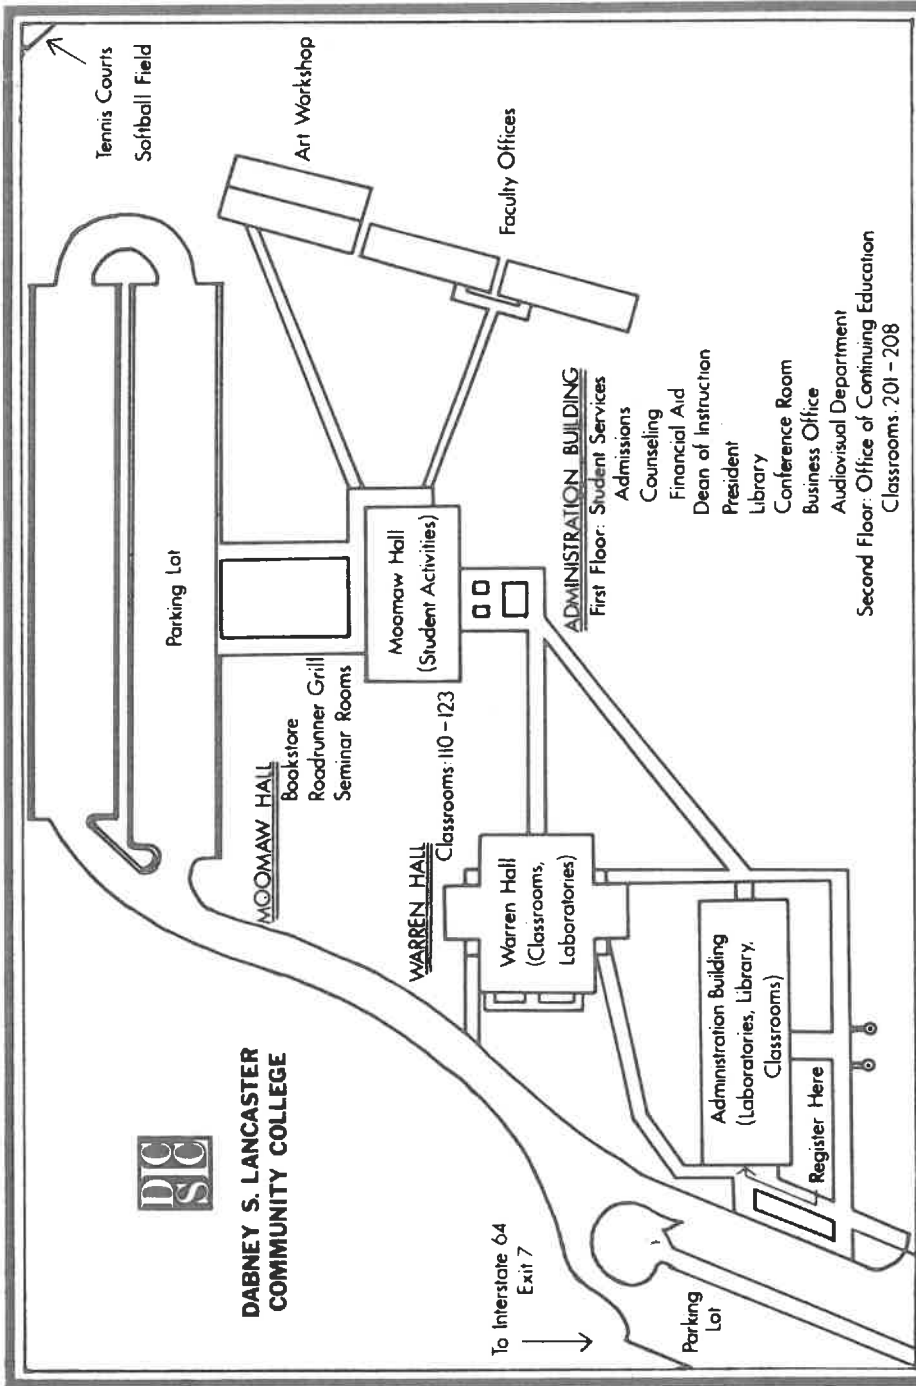 DC
SC
DABNEY S. LANCASTER
COMMUNITY COLLEGE
To Interstate 64
Exit 7
Parking
Lot
MOOMAW HALL
Bookstore
Roadrunner Grill
Seminar Rooms
Parking Lot
Tennis Courts
Softball Field
Art Workshop
Faculty Offices
Moomaw Hall
(Student Activities)
WARREN HALL
Classrooms: 110-123
Warren Hall
(Classrooms,
Laboratories)
Administration Building
(Laboratories, Library,
Classrooms)
Register Here
ADMINISTRATION BUILDING
First Floor: Student Services
Admissions
Counseling
Financial Aid
Dean of Instruction
President
Library
Conference Room
Business Office
Audiovisual Department
Second Floor: Office of Continuing Education
Classrooms: 201-208